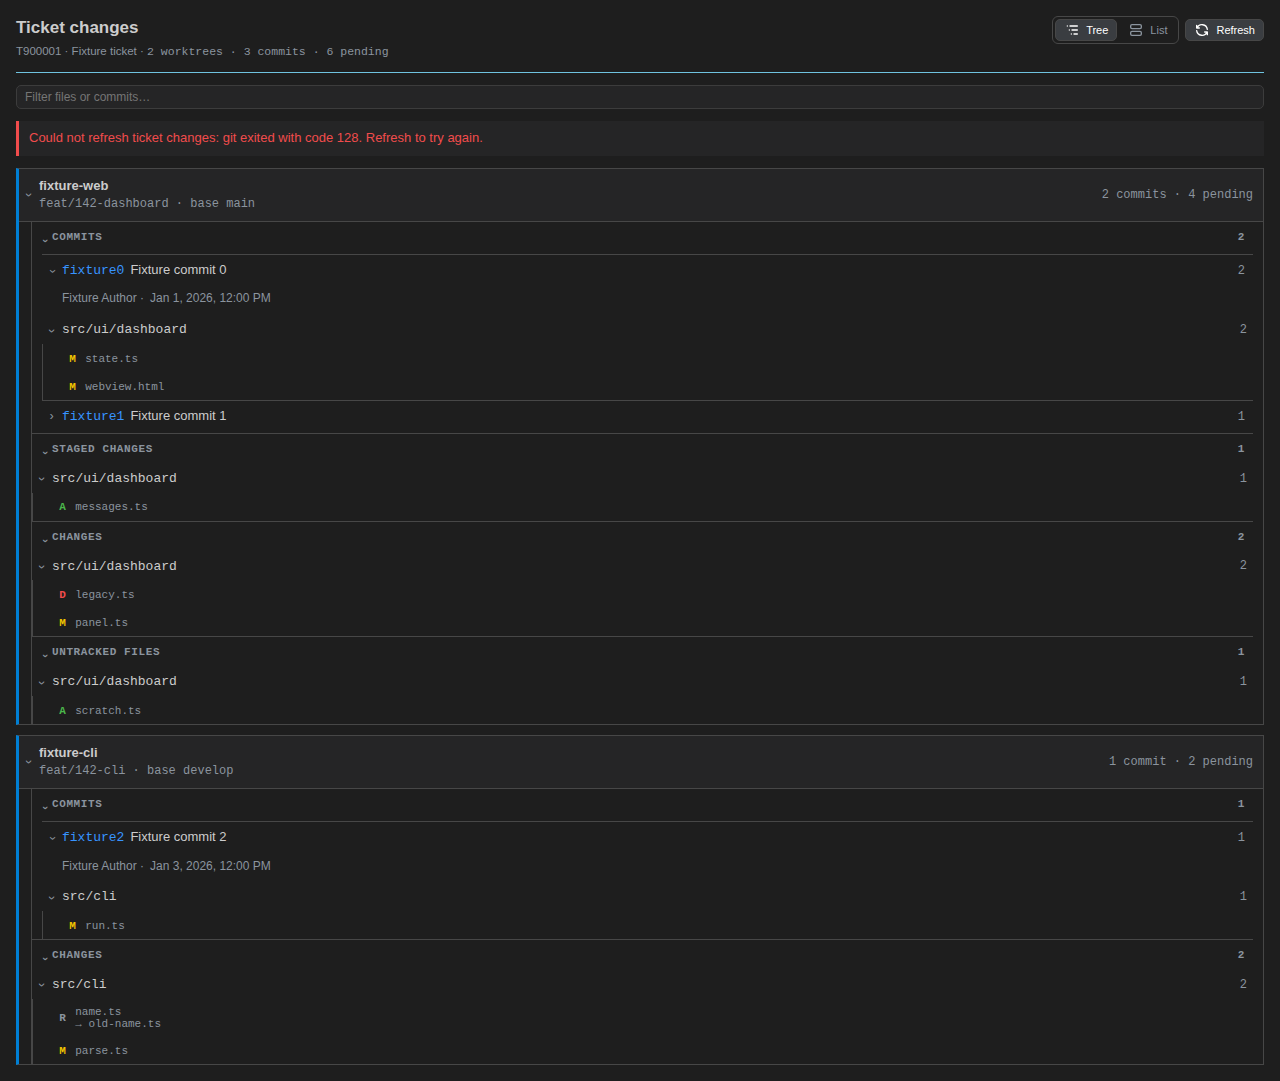 Ticket changes
Tree
List
Refresh
T900001 · Fixture ticket · 2 worktrees · 3 commits · 6 pending
Filter files or commits…
Could not refresh ticket changes: git exited with code 128. Refresh to try again.
fixture-web
feat/142-dashboard · base main
2 commits · 4 pending
COMMITS 2
fixture0 Fixture commit 0 2
Fixture Author · Jan 1, 2026, 12:00 PM
src/ui/dashboard 2
M state.ts
M webview.html
fixture1 Fixture commit 1 1
STAGED CHANGES 1
src/ui/dashboard 1
A messages.ts
CHANGES 2
src/ui/dashboard 2
D legacy.ts
M panel.ts
UNTRACKED FILES 1
src/ui/dashboard 1
A scratch.ts
fixture-cli
feat/142-cli · base develop
1 commit · 2 pending
COMMITS 1
fixture2 Fixture commit 2 1
Fixture Author · Jan 3, 2026, 12:00 PM
src/cli 1
M run.ts
CHANGES 2
src/cli 2
R name.ts
→ old-name.ts
M parse.ts